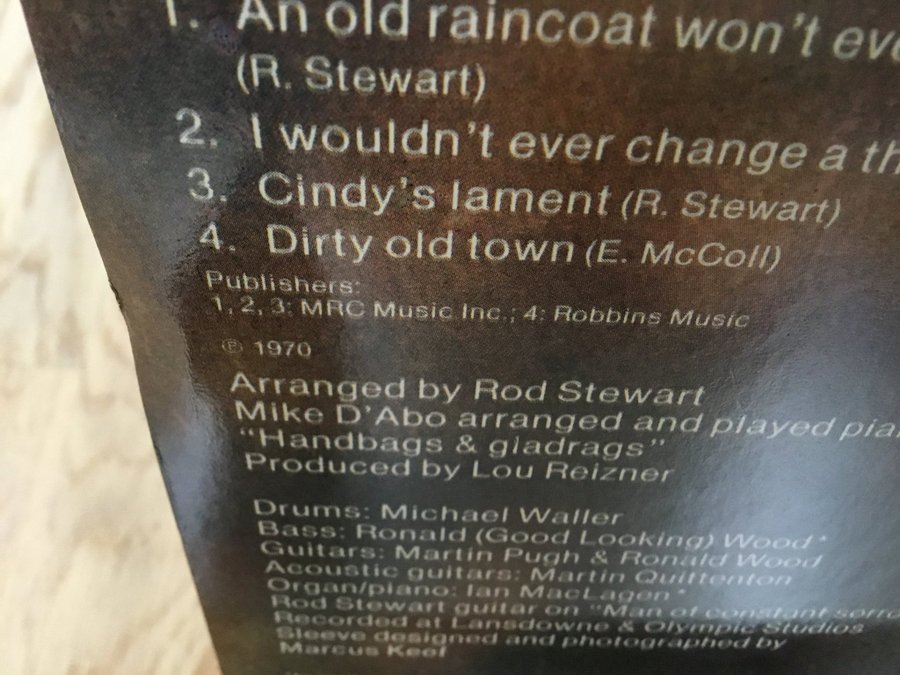 1. An old raincoat won't eve
(R. Stewart)
2. I wouldn't ever change a th
3. Cindy's lament (R. Stewart)
4. Dirty old town (E. McColl)
Publishers:
1, 2, 3: MRC Music Inc.; 4: Robbins Music
℗ 1970
Arranged by Rod Stewart
Mike D'Abo arranged and played pia
"Handbags & gladrags"
Produced by Lou Reizner
Drums: Michael Waller
Bass: Ronald (Good Looking) Wood*
Guitars: Martin Pugh & Ronald Wood
Acoustic guitars: Martin Quittenton
Organ/piano: Ian MacLagen*
Rod Stewart guitar on "Man of constant sorro
Recorded at Lansdowne & Olympic Studios
Sleeve designed and photographed by
Marcus Keef